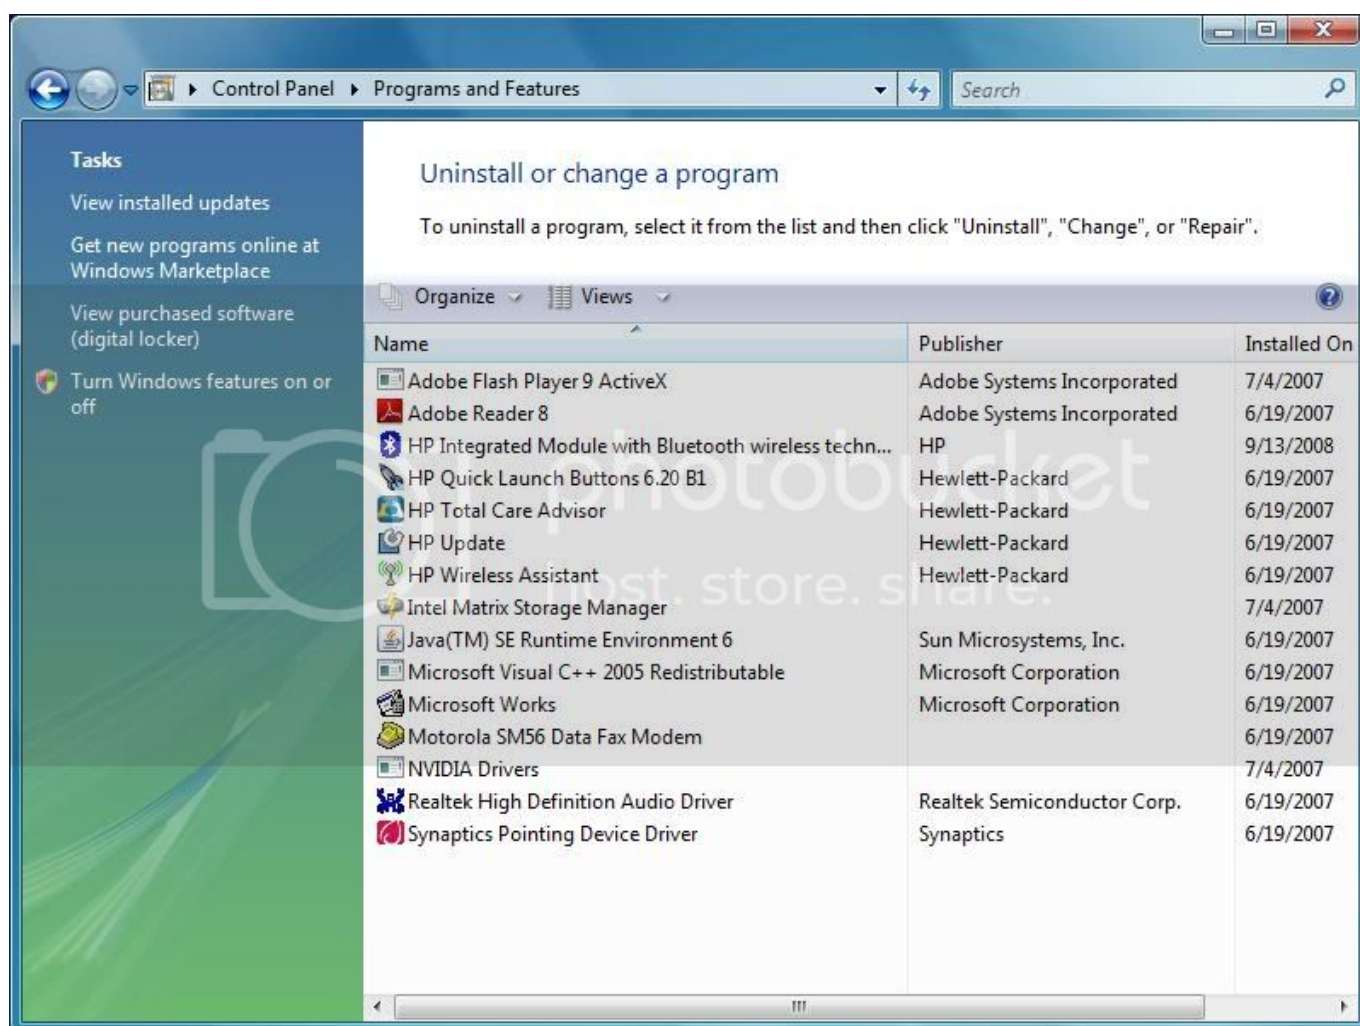 Control Panel
Programs and Features
Search
Tasks
View installed updates
Get new programs online at
Windows Marketplace
View purchased software
(digital locker)
Turn Windows features on or
off
Uninstall or change a program
To uninstall a program, select it from the list and then click "Uninstall", "Change", or "Repair".
Organize Views
Name Publisher Installed On
Adobe Flash Player 9 ActiveX Adobe Systems Incorporated 7/4/2007
Adobe Reader 8 Adobe Systems Incorporated 6/19/2007
HP Integrated Module with Bluetooth wireless techn... HP 9/13/2008
HP Quick Launch Buttons 6.20 B1 Hewlett-Packard 6/19/2007
HP Total Care Advisor Hewlett-Packard 6/19/2007
HP Update Hewlett-Packard 6/19/2007
HP Wireless Assistant Hewlett-Packard 6/19/2007
Intel Matrix Storage Manager 7/4/2007
Java(TM) SE Runtime Environment 6 Sun Microsystems, Inc. 6/19/2007
Microsoft Visual C++ 2005 Redistributable Microsoft Corporation 6/19/2007
Microsoft Works Microsoft Corporation 6/19/2007
Motorola SM56 Data Fax Modem 6/19/2007
NVIDIA Drivers 7/4/2007
Realtek High Definition Audio Driver Realtek Semiconductor Corp. 6/19/2007
Synaptics Pointing Device Driver Synaptics 6/19/2007
photobucket
host. store. share.